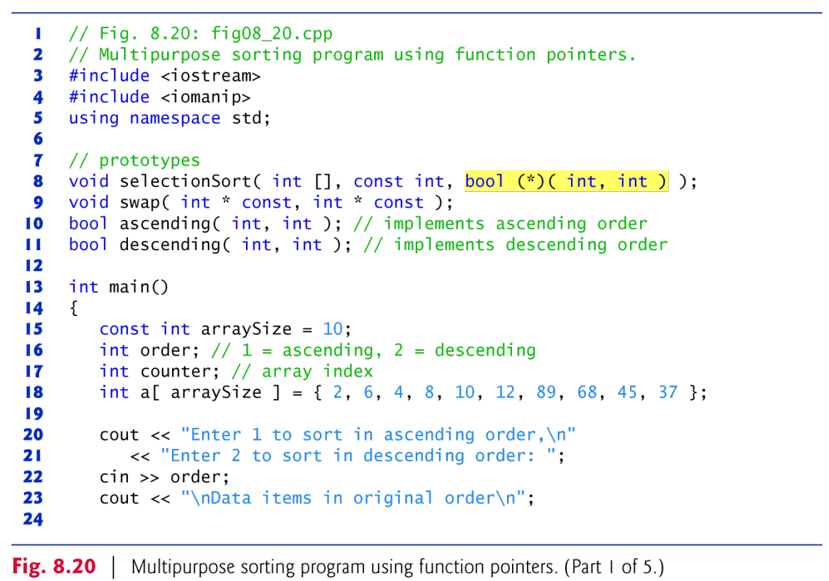 1 // Fig. 8.20: fig08_20.cpp
2 // Multipurpose sorting program using function pointers.
3 #include <iostream>
4 #include <iomanip>
5 using namespace std;
6
7 // prototypes
8 void selectionSort( int [], const int, bool (*)( int, int ) );
9 void swap( int * const, int * const );
10 bool ascending( int, int ); // implements ascending order
11 bool descending( int, int ); // implements descending order
12
13 int main()
14 {
15    const int arraySize = 10;
16    int order; // 1 = ascending, 2 = descending
17    int counter; // array index
18    int a[ arraySize ] = { 2, 6, 4, 8, 10, 12, 89, 68, 45, 37 };
19
20    cout << "Enter 1 to sort in ascending order,\n"
21       << "Enter 2 to sort in descending order: ";
22    cin >> order;
23    cout << "\nData items in original order\n";
24
Fig. 8.20 | Multipurpose sorting program using function pointers. (Part 1 of 5.)